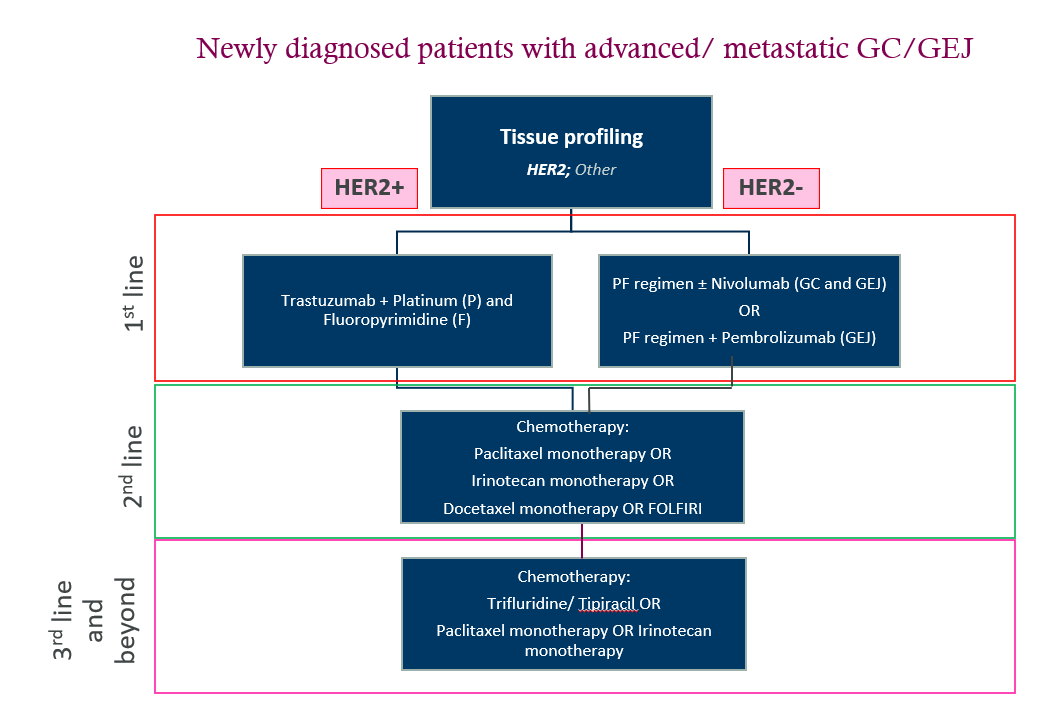 Newly diagnosed patients with advanced/ metastatic GC/GEJ
Tissue profiling
HER2; Other
HER2+
HER2-
1st line
Trastuzumab + Platinum (P) and
Fluoropyrimidine (F)
PF regimen ± Nivolumab (GC and GEJ)
OR
PF regimen + Pembrolizumab (GEJ)
2nd line
Chemotherapy:
Paclitaxel monotherapy OR
Irinotecan monotherapy OR
Docetaxel monotherapy OR FOLFIRI
3rd line
and
beyond
Chemotherapy:
Trifluridine/ Tipiracil OR
Paclitaxel monotherapy OR Irinotecan
monotherapy